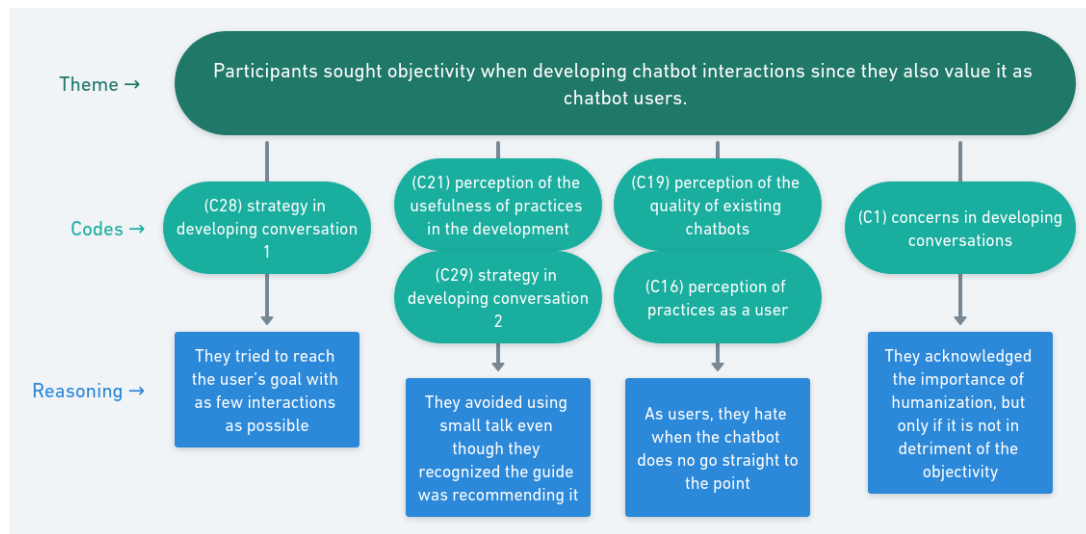 Theme →
Participants sought objectivity when developing chatbot interactions since they also value it as
chatbot users.
Codes →
(C28) strategy in
developing conversation
1
(C21) perception of the
usefulness of practices
in the development
(C29) strategy in
developing conversation
2
(C19) perception of the
quality of existing
chatbots
(C16) perception of
practices as a user
(C1) concerns in developing
conversations
Reasoning →
They tried to reach
the user's goal with
as few interactions
as possible
They avoided using
small talk even
though they
recognized the guide
was recommending it
As users, they hate
when the chatbot
does no go straight to
the point
They acknowledged
the importance of
humanization, but
only if it is not in
detriment of the
objectivity